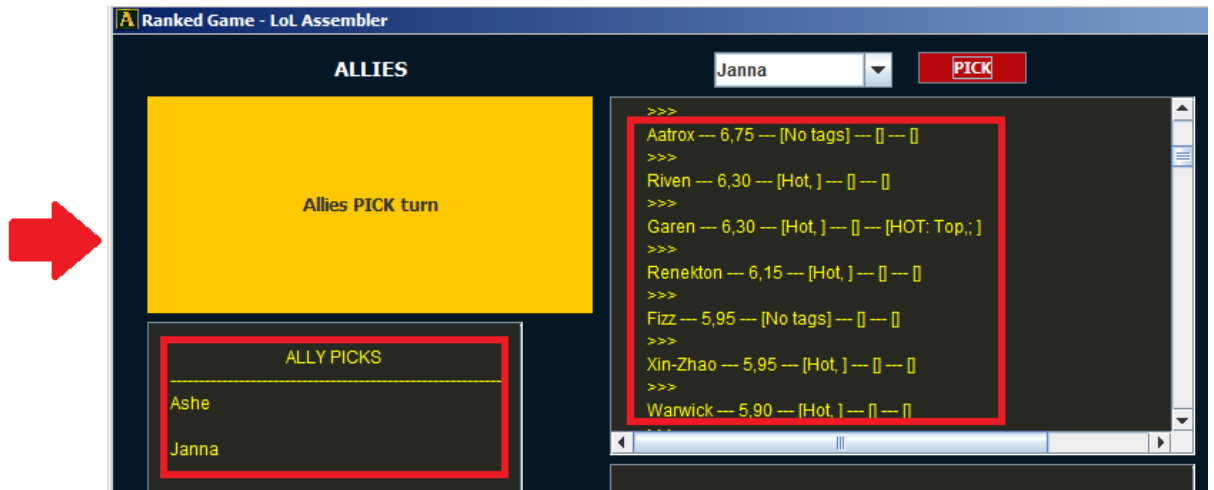 A Ranked Game - LoL Assembler
ALLIES
Janna
PICK
Allies PICK turn
>>>
Aatrox --- 6,75 --- [No tags] --- [] --- []
>>>
Riven --- 6,30 --- [Hot, ] --- [] --- []
>>>
Garen --- 6,30 --- [Hot, ] --- [] --- [HOT: Top,; ]
>>>
Renekton --- 6,15 --- [Hot, ] --- [] --- []
>>>
Fizz --- 5,95 --- [No tags] --- [] --- []
>>>
Xin-Zhao --- 5,95 --- [Hot, ] --- [] --- []
>>>
Warwick --- 5,90 --- [Hot, ] --- [] --- []
>>>
ALLY PICKS
Ashe
Janna